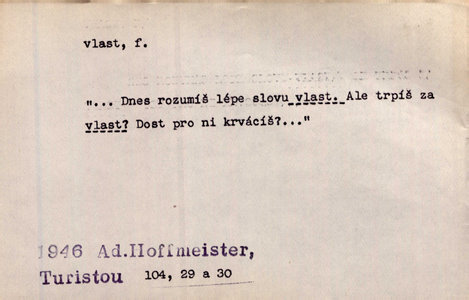 vlast, f.
"... Dnes rozumíš lépe slovu vlast. Ale trpíš za
vlast? Dost pro ni krvácíš?..."
1946 Ad.Hoffmeister,
Turistou 104, 29 a 30